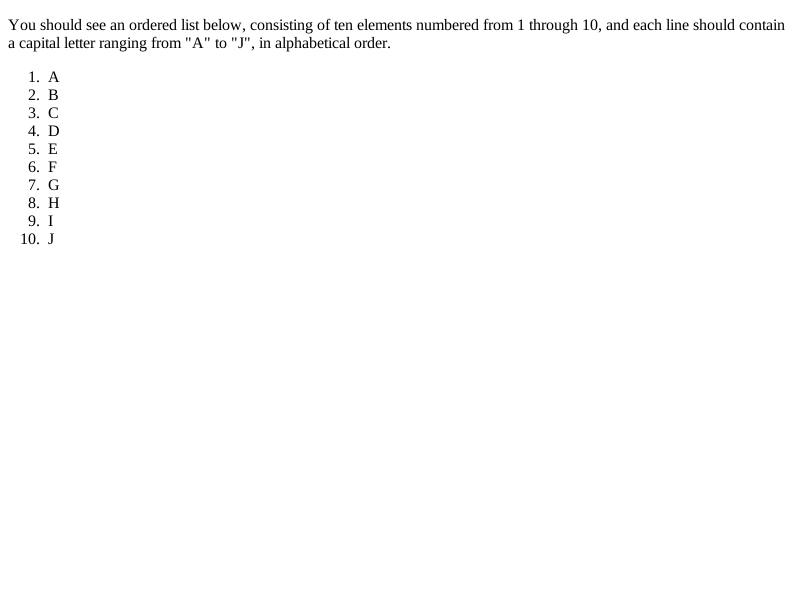 You should see an ordered list below, consisting of ten elements numbered from 1 through 10, and each line should contain
a capital letter ranging from "A" to "J", in alphabetical order.
1. A
2. B
3. C
4. D
5. E
6. F
7. G
8. H
9. I
10. J